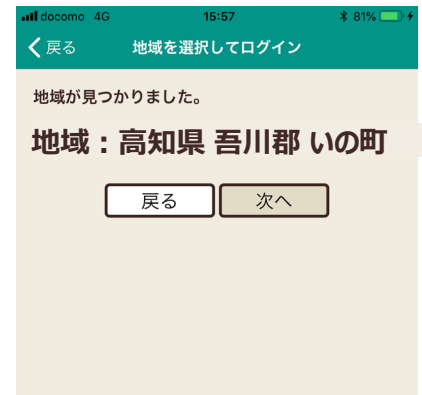 docomo 4G 15:57 81%
戻る 地域を選択してログイン
地域が見つかりました。
地域：高知県 吾川郡 いの町
戻る 次へ